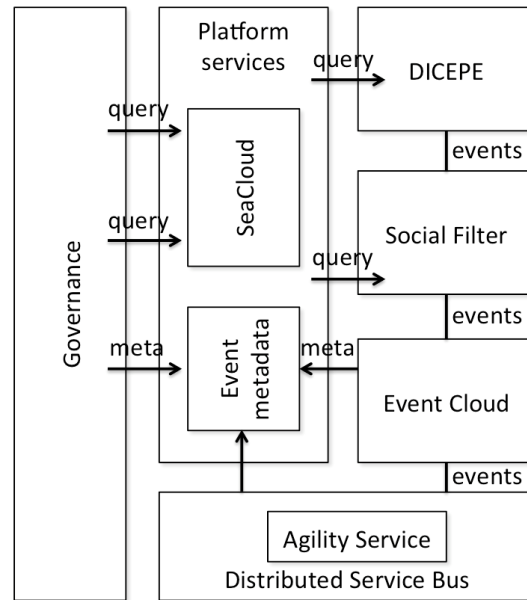 Platform
services
DICEPE
query
query
events
SeaCloud
query
Social Filter
query
Governance
events
meta
meta
Event
metadata
Event Cloud
events
Agility Service
Distributed Service Bus